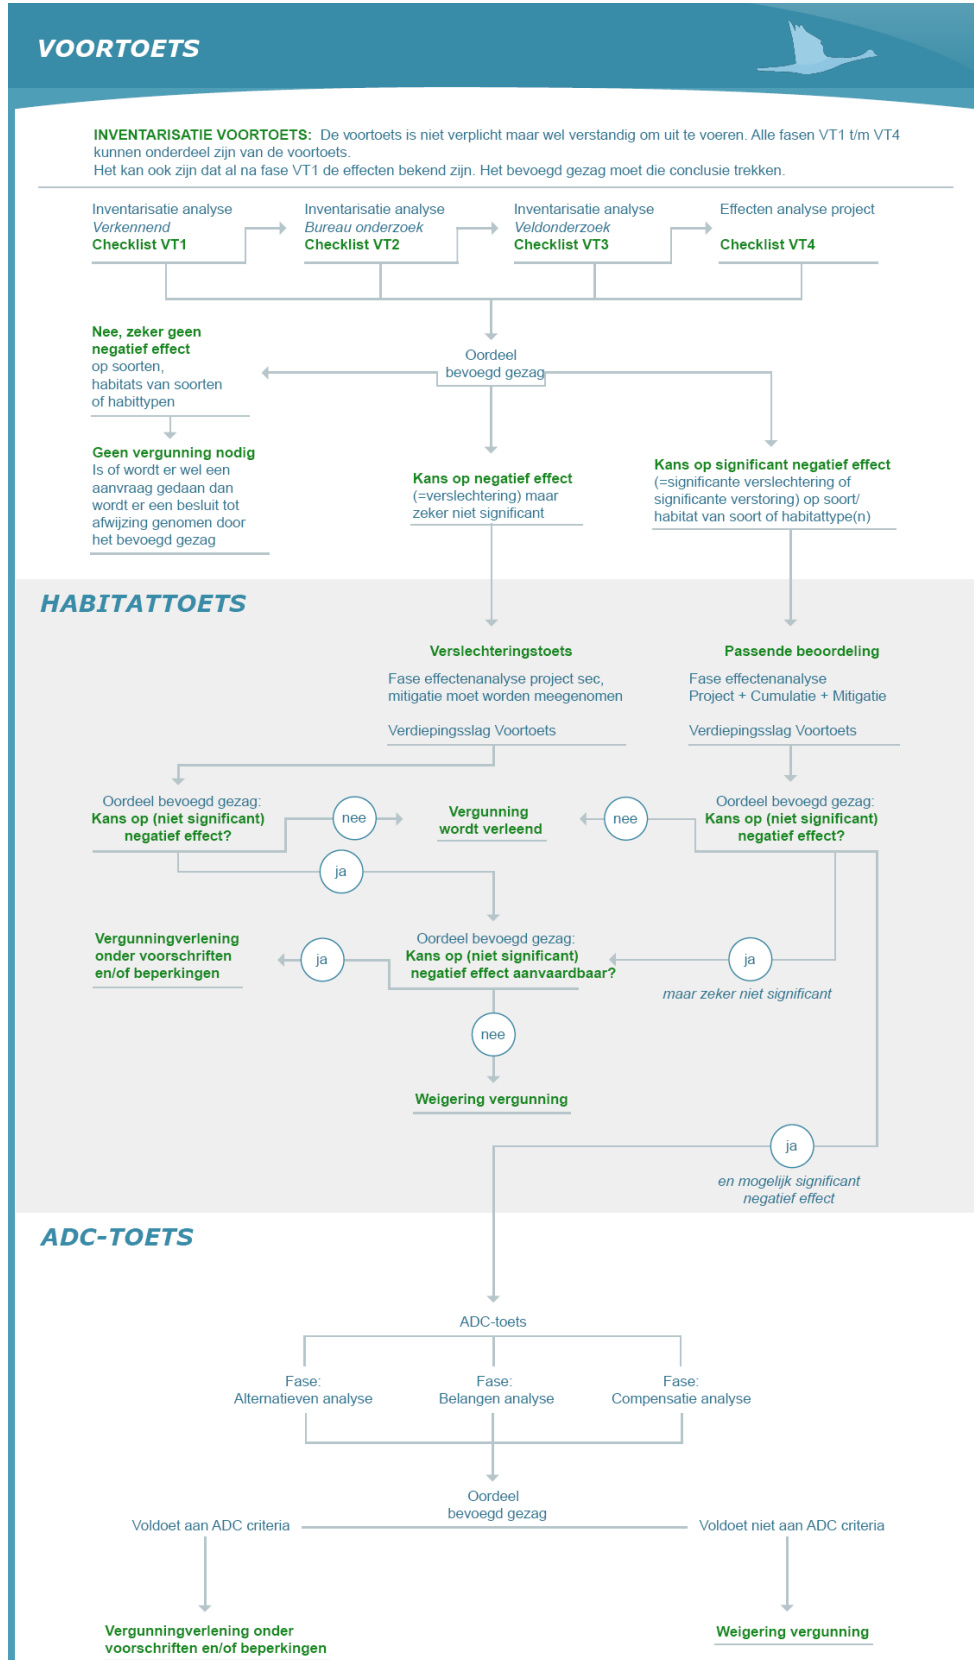 VOORTOETS
INVENTARISATIE VOORTOETS: De voortoets is niet verplicht maar wel verstandig om uit te voeren. Alle fasen VT1 t/m VT4
kunnen onderdeel zijn van de voortoets.
Het kan ook zijn dat al na fase VT1 de effecten bekend zijn. Het bevoegd gezag moet die conclusie trekken.
Inventarisatie analyse
Verkennend
Checklist VT1
Inventarisatie analyse
Bureau onderzoek
Checklist VT2
Inventarisatie analyse
Veldonderzoek
Checklist VT3
Effecten analyse project
Checklist VT4
Oordeel
bevoegd gezag
Nee, zeker geen
negatief effect
op soorten,
habitats van soorten
of habittypen
Geen vergunning nodig
Is of wordt er wel een
aanvraag gedaan dan
wordt er een besluit tot
afwijzing genomen door
het bevoegd gezag
Kans op negatief effect
(=verslechtering) maar
zeker niet significant
Kans op significant negatief effect
(=significante verslechtering of
significante verstoring) op soort/
habitat van soort of habitattype(n)
HABITATTOETS
Verslechteringstoets
Fase effectenanalyse project sec,
mitigatie moet worden meegenomen
Verdiepingsslag Voortoets
Passende beoordeling
Fase effectenanalyse
Project + Cumulatie + Mitigatie
Verdiepingsslag Voortoets
Oordeel bevoegd gezag:
Kans op (niet significant)
negatief effect?
nee
Vergunning
wordt verleend
nee
Oordeel bevoegd gezag:
Kans op (niet significant)
negatief effect?
ja
Vergunningverlening
onder voorschriften
en/of beperkingen
ja
Oordeel bevoegd gezag:
Kans op (niet significant)
negatief effect aanvaardbaar?
ja
maar zeker niet significant
nee
Weigering vergunning
ja
en mogelijk significant
negatief effect
ADC-TOETS
ADC-toets
Fase:
Alternatieven analyse
Fase:
Belangen analyse
Fase:
Compensatie analyse
Oordeel
bevoegd gezag
Voldoet aan ADC criteria
Voldoet niet aan ADC criteria
Vergunningverlening onder
voorschriften en/of beperkingen
Weigering vergunning